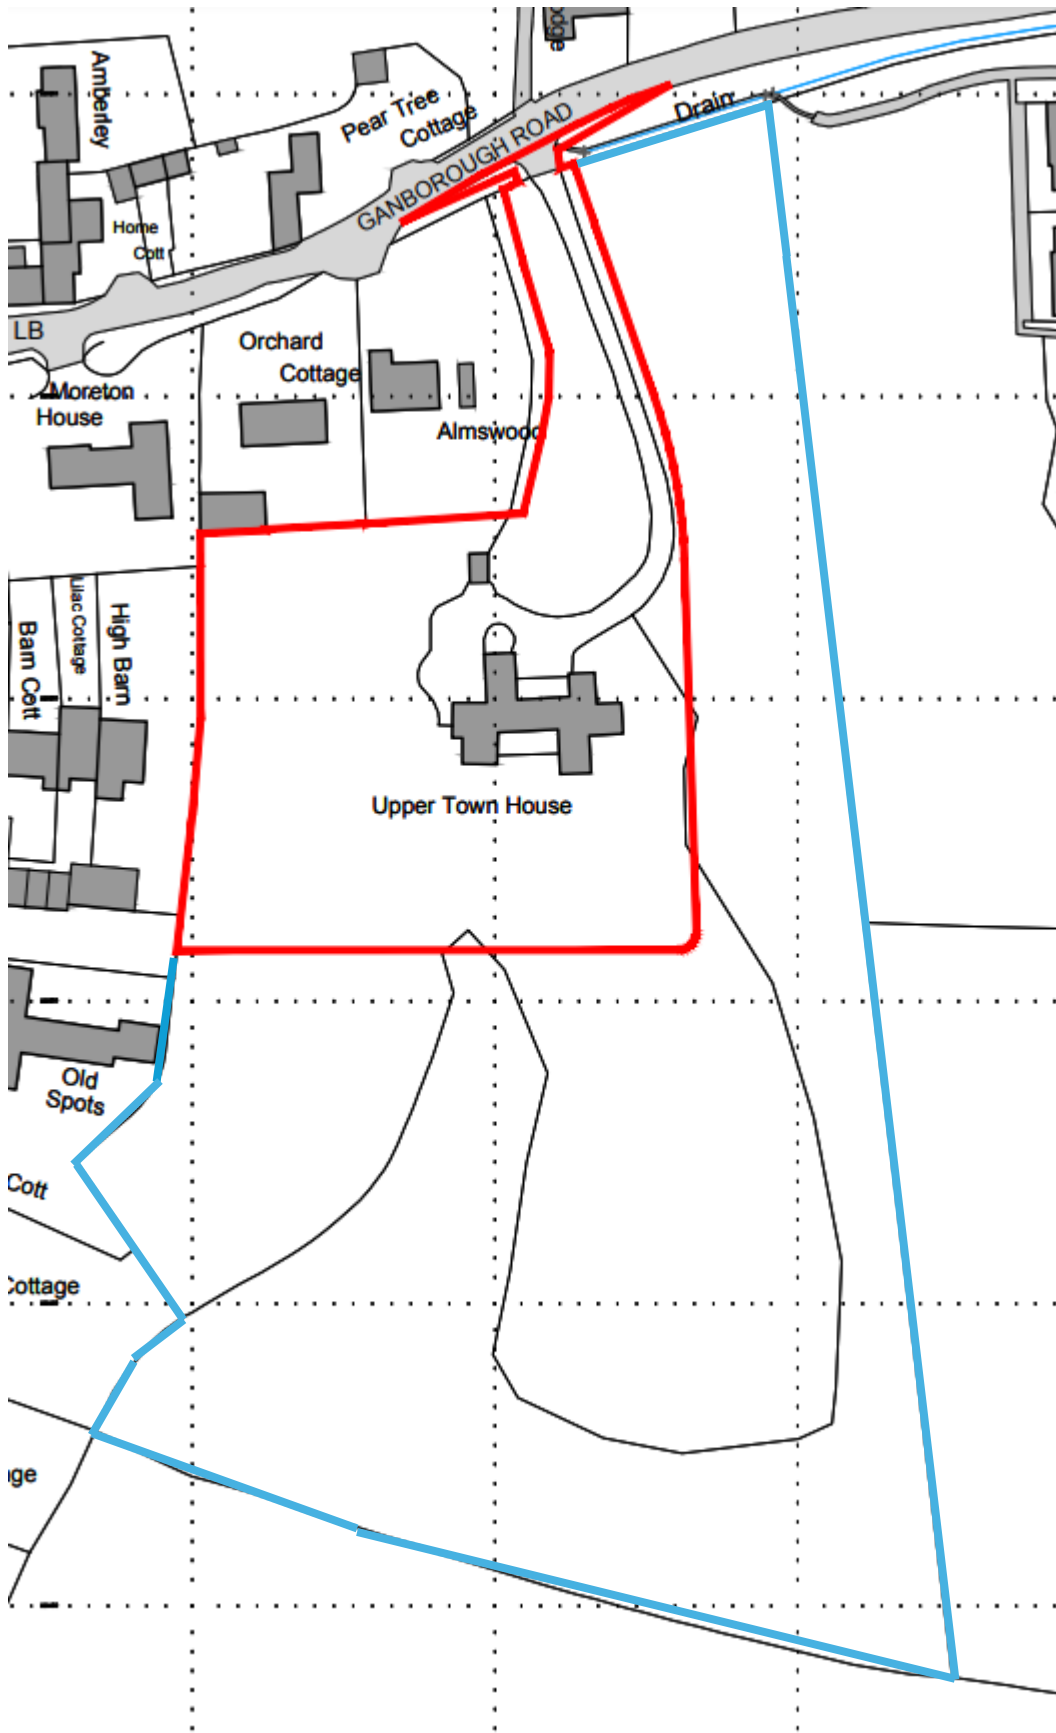 Amberley
Pear Tree
Cottage
Drain
GANBOROUGH ROAD
Home
Cott
LB
Orchard
Cottage
Moreton
House
Almswood
Lilac Cottage
High Barn
Barn Cott
Upper Town House
Old
Spots
Cott
Cottage